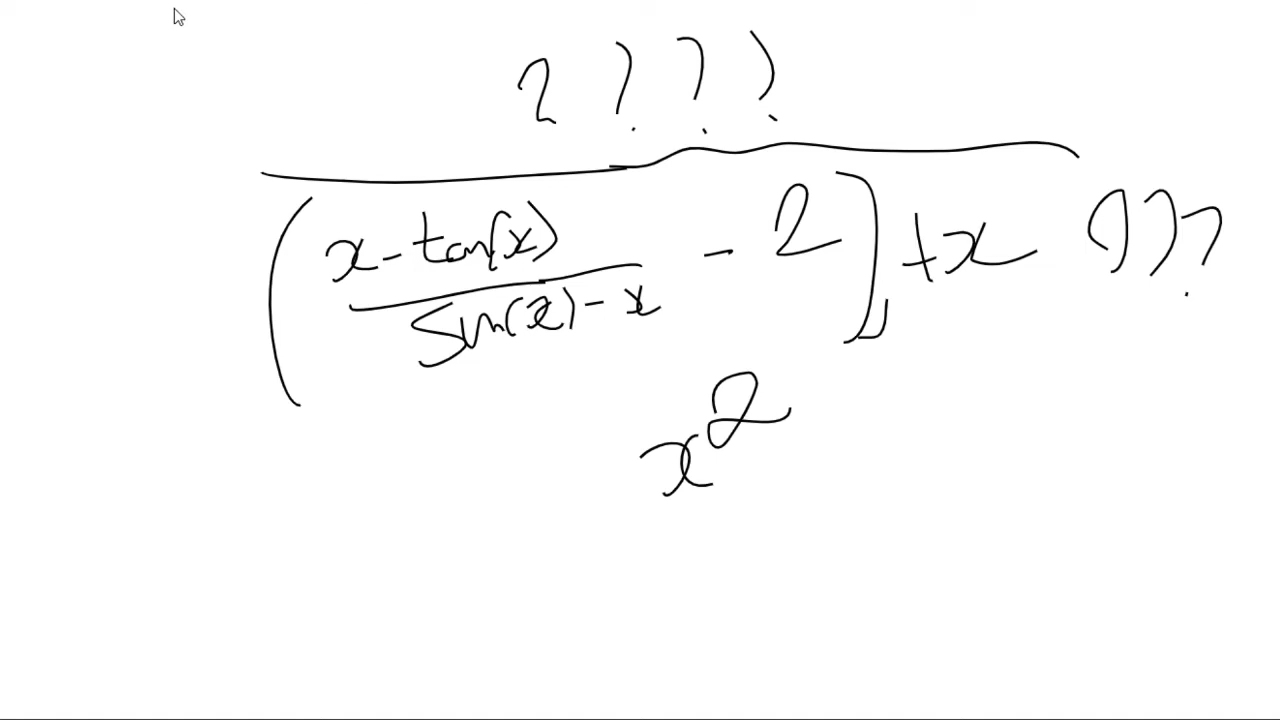 2 ? ? ?
(x - tan(x) / sin(x) - x - 2) + x ???
x^2